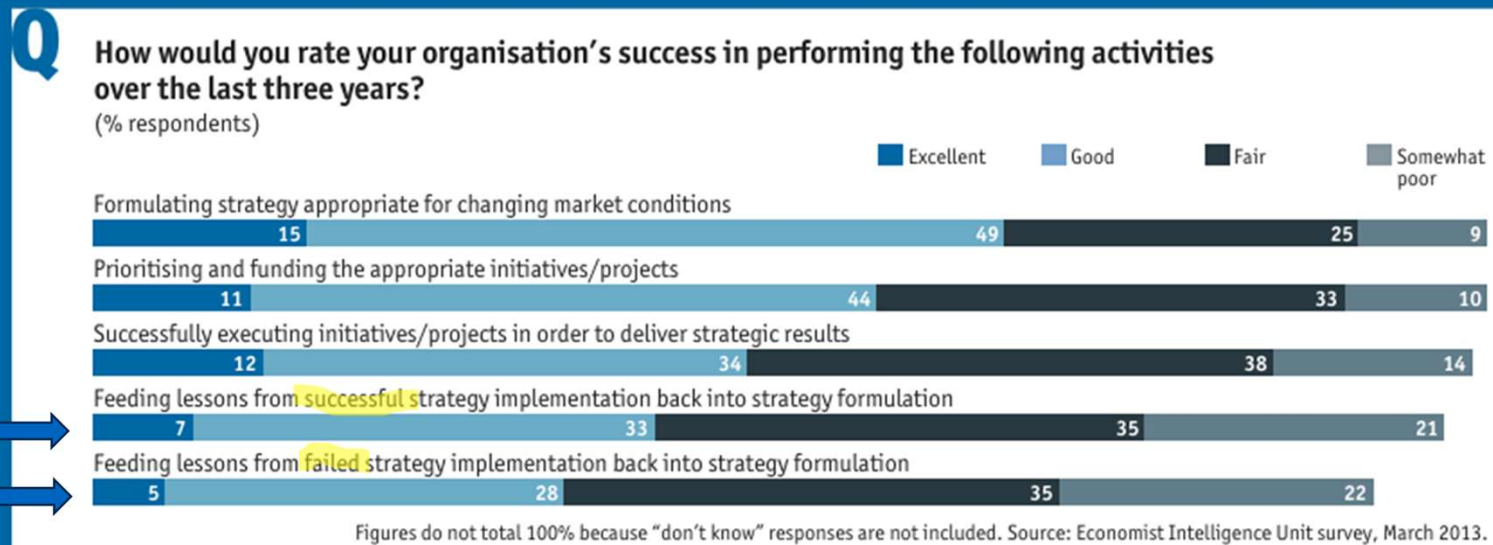 Q
How would you rate your organisation's success in performing the following activities
over the last three years?
(% respondents)
Excellent Good Fair Somewhat
poor
Formulating strategy appropriate for changing market conditions
15 49 25 9
Prioritising and funding the appropriate initiatives/projects
11 44 33 10
Successfully executing initiatives/projects in order to deliver strategic results
12 34 38 14
Feeding lessons from successful strategy implementation back into strategy formulation
7 33 35 21
Feeding lessons from failed strategy implementation back into strategy formulation
5 28 35 22
Figures do not total 100% because “don't know” responses are not included. Source: Economist Intelligence Unit survey, March 2013.